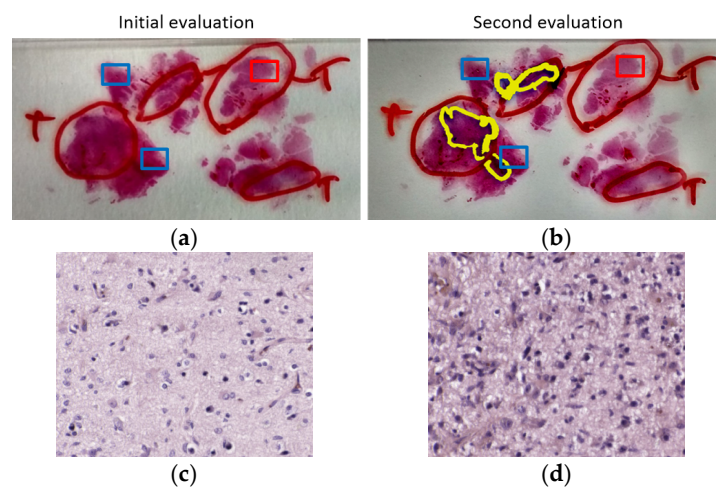 Initial evaluation
Second evaluation
T
T
T
T
T
T
(a)
(b)
(c)
(d)